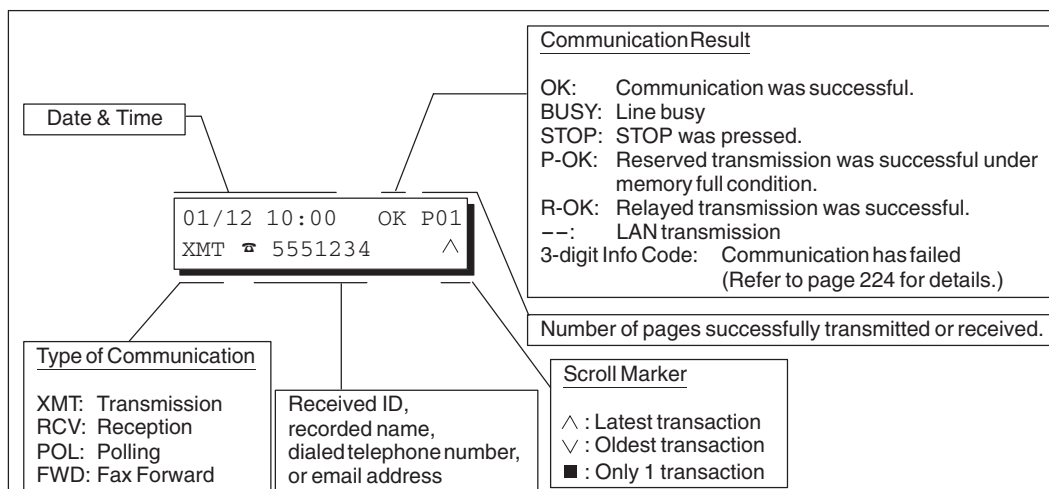 Communication Result
OK: Communication was successful.
BUSY: Line busy
STOP: STOP was pressed.
P-OK: Reserved transmission was successful under
memory full condition.
R-OK: Relayed transmission was successful.
--: LAN transmission
3-digit Info Code: Communication has failed
(Refer to page 224 for details.)
Date & Time
01/12 10:00 OK P01
XMT ☎ 5551234 ∧
Number of pages successfully transmitted or received.
Type of Communication
XMT: Transmission
RCV: Reception
POL: Polling
FWD: Fax Forward
Received ID,
recorded name,
dialed telephone number,
or email address
Scroll Marker
∧ : Latest transaction
∨ : Oldest transaction
■ : Only 1 transaction